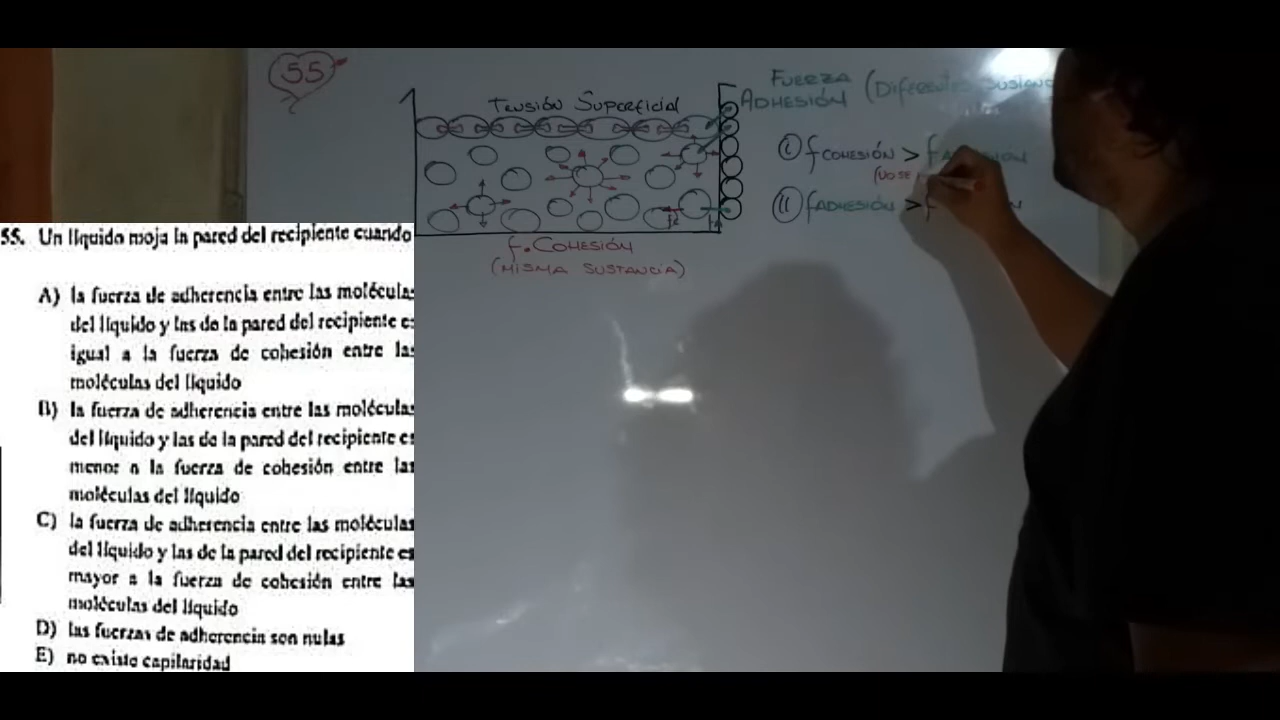 55
TENSIÓN SUPERFICIAL
FUERZA
ADHESIÓN (DIFERENTES SUSTANC
I f COHESIÓN > f ADHESIÓN
(NO SE
II f ADHESIÓN > f
f. COHESIÓN
(MISMA SUSTANCIA)
55. Un líquido moja la pared del recipiente cuando
A) la fuerza de adherencia entre las moléculas
del líquido y las de la pared del recipiente es
igual a la fuerza de cohesión entre las
moléculas del líquido
B) la fuerza de adherencia entre las moléculas
del líquido y las de la pared del recipiente es
menor a la fuerza de cohesión entre las
moléculas del líquido
C) la fuerza de adherencia entre las moléculas
del líquido y las de la pared del recipiente es
mayor a la fuerza de cohesión entre las
moléculas del líquido
D) las fuerzas de adherencia son nulas
E) no existe capilaridad